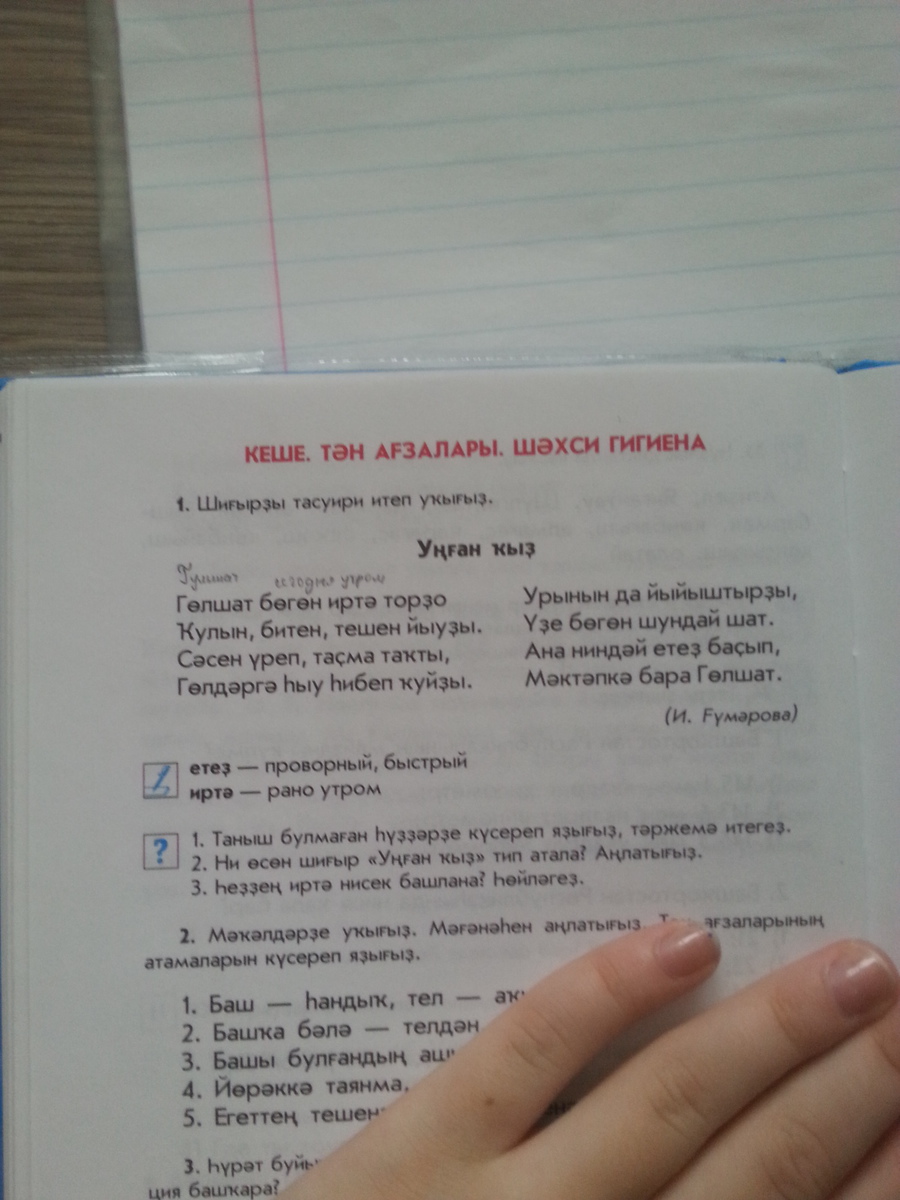 КЕШЕ. ТӘН АҒЗАЛАРЫ. ШӘХСИ ГИГИЕНА
1. Шиғырҙы тасуири итеп уҡығыҙ.
Уңған ҡыҙ
Гулшат сегодня утром
Гөлшат бөгөн иртә торҙо
Ҡулын, битен, тешен йыуҙы.
Сәсен үреп, таҫма таҡты,
Гөлдәргә һыу һибеп ҡуйҙы.
Урынын да йыйыштырҙы,
Үҙе бөгөн шундай шат.
Ана ниндәй етеҙ баҫып,
Мәктәпкә бара Гөлшат.
(И. Ғүмәрова)
етеҙ — проворный, быстрый
иртә — рано утром
? 1. Таныш булмаған һүҙҙәрҙе күсереп яҙығыҙ, тәржемә итегеҙ.
2. Ни өсөн шиғыр «Уңған ҡыҙ» тип атала? Аңлатығыҙ.
3. Һеҙҙең иртә нисек башлана? Һөйләгеҙ.
2. Мәҡәлдәрҙе уҡығыҙ. Мәғәнәһен аңлатығыҙ. ағзаларының
атамаларын күсереп яҙығыҙ.
1. Баш — һандыҡ, тел —
2. Башҡа бәлә — телдән
3. Башы булғандың
4. Йөрәккә таянма,
5. Егеттең
3. Һүрәт
ция башҡара?